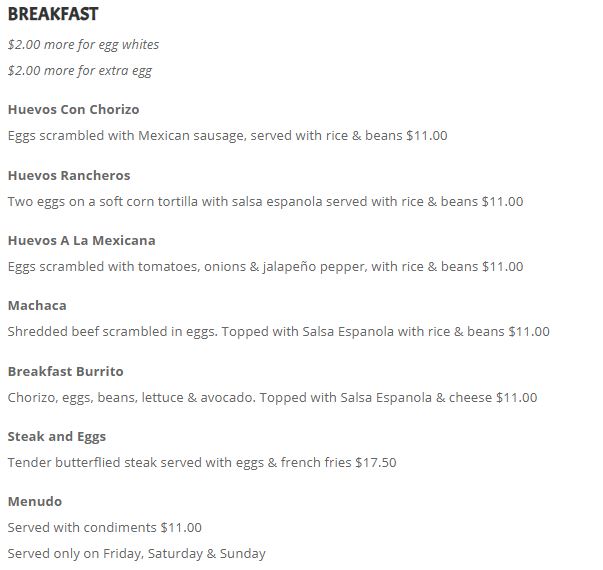 BREAKFAST
$2.00 more for egg whites
$2.00 more for extra egg
Huevos Con Chorizo
Eggs scrambled with Mexican sausage, served with rice & beans $11.00
Huevos Rancheros
Two eggs on a soft corn tortilla with salsa espanola served with rice & beans $11.00
Huevos A La Mexicana
Eggs scrambled with tomatoes, onions & jalapeño pepper, with rice & beans $11.00
Machaca
Shredded beef scrambled in eggs. Topped with Salsa Espanola with rice & beans $11.00
Breakfast Burrito
Chorizo, eggs, beans, lettuce & avocado. Topped with Salsa Espanola & cheese $11.00
Steak and Eggs
Tender butterflied steak served with eggs & french fries $17.50
Menudo
Served with condiments $11.00
Served only on Friday, Saturday & Sunday